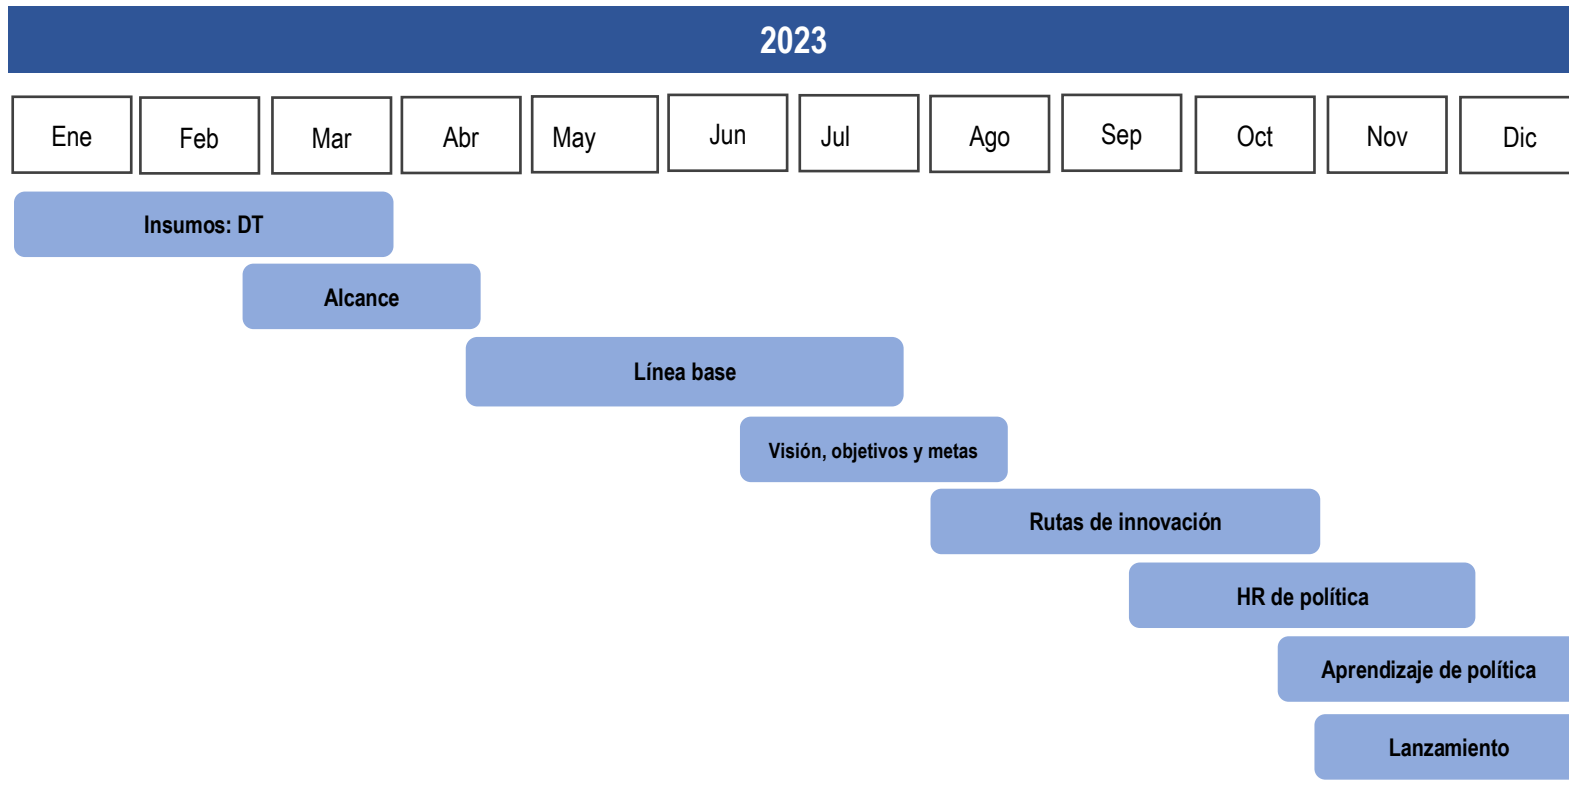 2023
Ene Feb Mar Abr May Jun Jul Ago Sep Oct Nov Dic
Insumos: DT
Alcance
Línea base
Visión, objetivos y metas
Rutas de innovación
HR de política
Aprendizaje de política
Lanzamiento